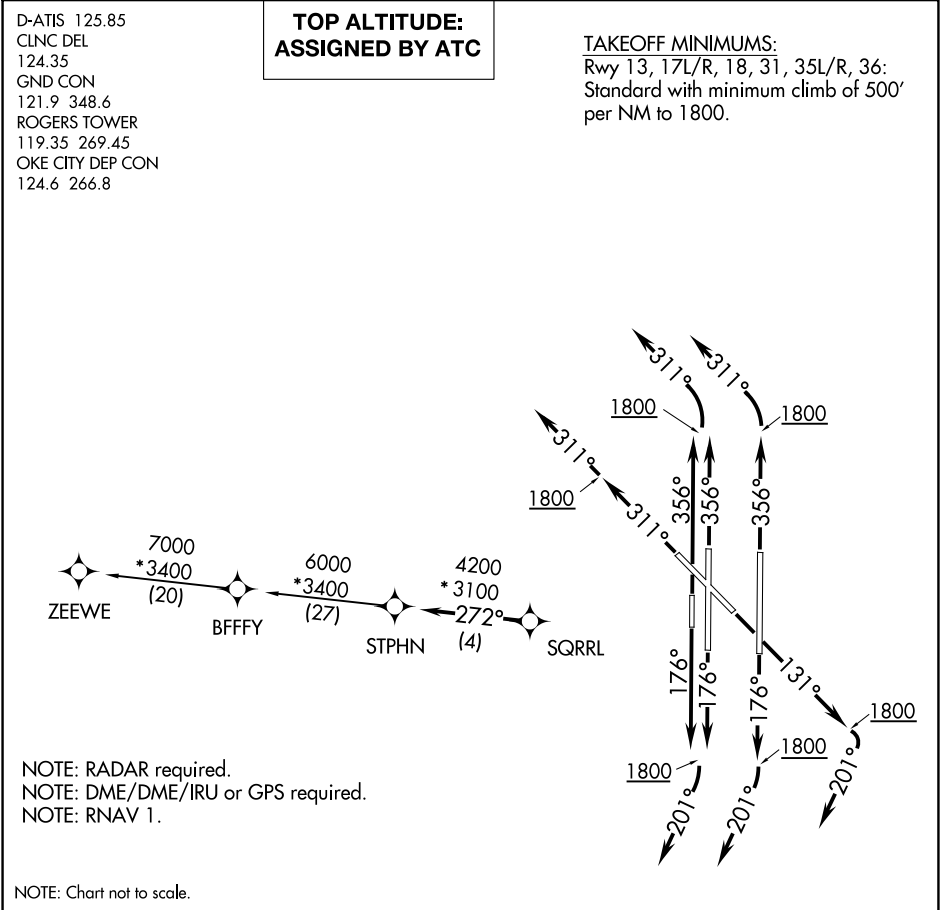 D-ATIS 125.85
CLNC DEL
124.35
GND CON
121.9 348.6
ROGERS TOWER
119.35 269.45
OKE CITY DEP CON
124.6 266.8
TOP ALTITUDE:
ASSIGNED BY ATC
TAKEOFF MINIMUMS:
Rwy 13, 17L/R, 18, 31, 35L/R, 36:
Standard with minimum climb of 500'
per NM to 1800.
311°
311°
1800
1800
311°
1800
356°
356°
356°
311°
7000
*3400
(20)
6000
*3400
(27)
4200
*3100
272°
(4)
ZEEWE
BFFFY
STPHN
SQRRL
176°
176°
176°
131°
1800
1800
1800
201°
201°
201°
NOTE: RADAR required.
NOTE: DME/DME/IRU or GPS required.
NOTE: RNAV 1.
NOTE: Chart not to scale.